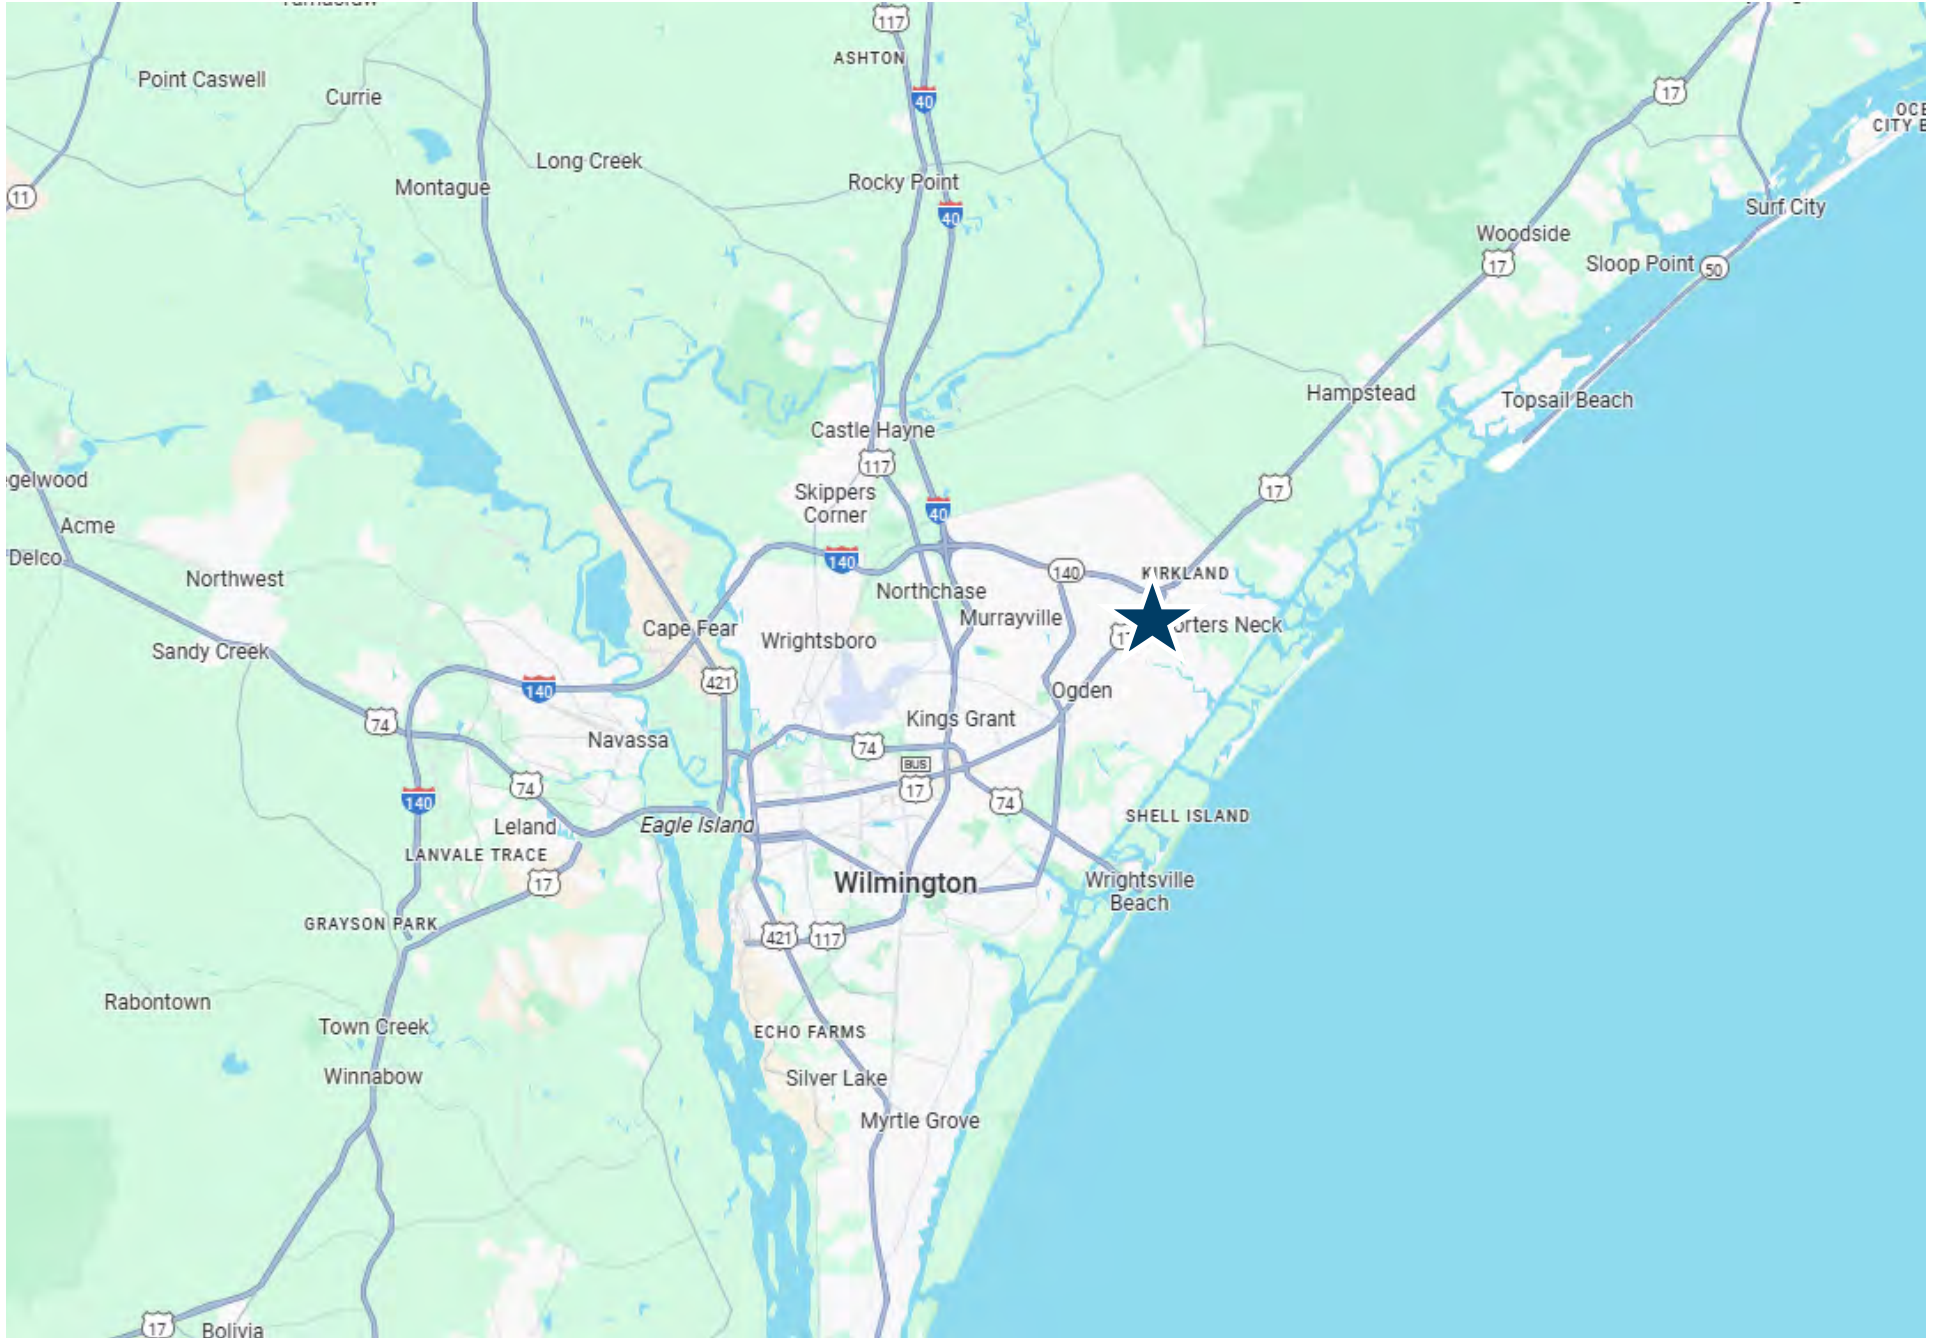 117
ASHTON
Point Caswell
Currie
40
17
Long Creek
Montague
Rocky Point
11
40
Surf City
Woodside
17
Sloop Point
50
Hampstead
Topsail Beach
Castle Hayne
117
17
Skippers
Corner
40
Acme
Delco
140
140
KIRKLAND
Northwest
Northchase
Murrayville
Cape Fear
Wrightsboro
Neck
Sandy Creek
421
140
Ogden
74
Kings Grant
Navassa
74
BUS
17
74
74
140
SHELL ISLAND
Leland
Eagle Island
LANVALE TRACE
17
Wilmington
Wrightsville
Beach
GRAYSON PARK
421
117
Rabontown
Town Creek
ECHO FARMS
Winnabow
Silver Lake
Myrtle Grove
17
Bolivia